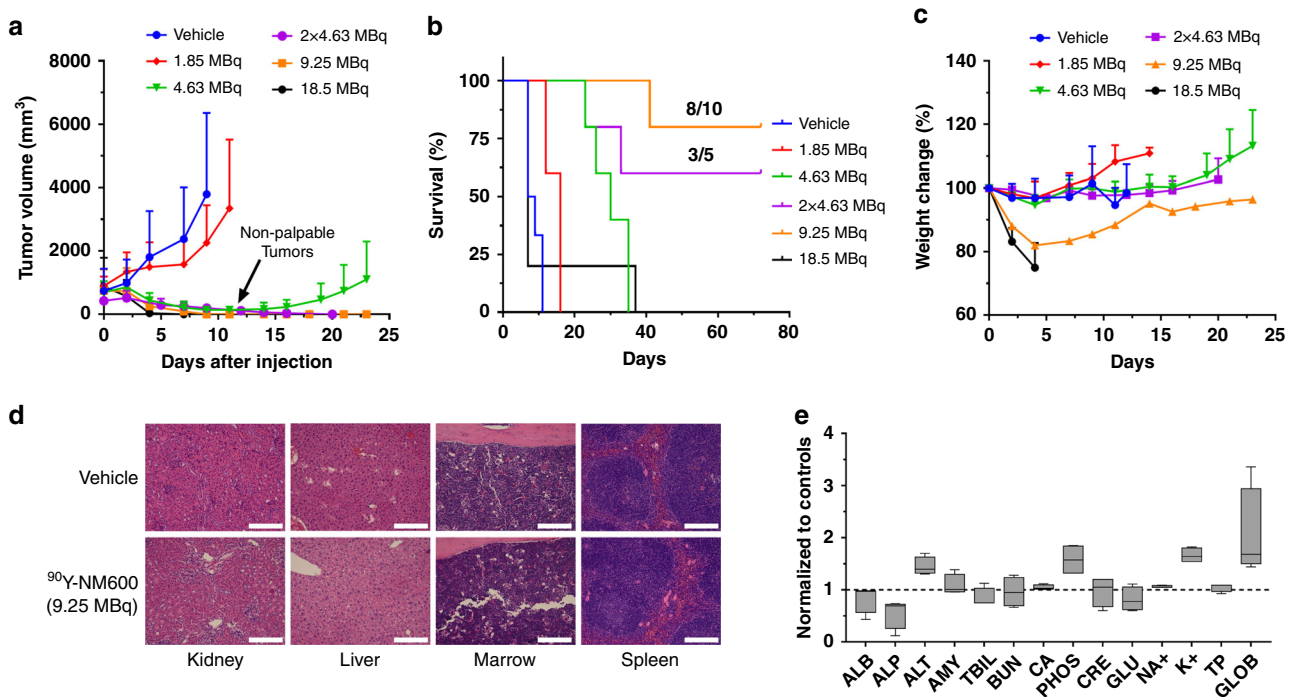 a
Vehicle
1.85 MBq
4.63 MBq
2×4.63 MBq
9.25 MBq
18.5 MBq
Tumor volume (mm³)
8000
6000
4000
2000
0
Non-palpable
Tumors
0 5 10 15 20 25
Days after injection
b
Survival (%)
100
75
50
25
0
8/10
3/5
0 20 40 60 80
Days
Vehicle
1.85 MBq
4.63 MBq
2×4.63 MBq
9.25 MBq
18.5 MBq
c
Vehicle
1.85 MBq
4.63 MBq
2×4.63 MBq
9.25 MBq
18.5 MBq
Weight change (%)
140
120
100
80
60
0 5 10 15 20 25
Days
d
Vehicle
⁹⁰Y-NM600
(9.25 MBq)
Kidney Liver Marrow Spleen
e
Normalized to controls
4
3
2
1
0
ALB ALP ALT AMY TBIL BUN CA PHOS CRE GLU NA+ K+ TP GLOB